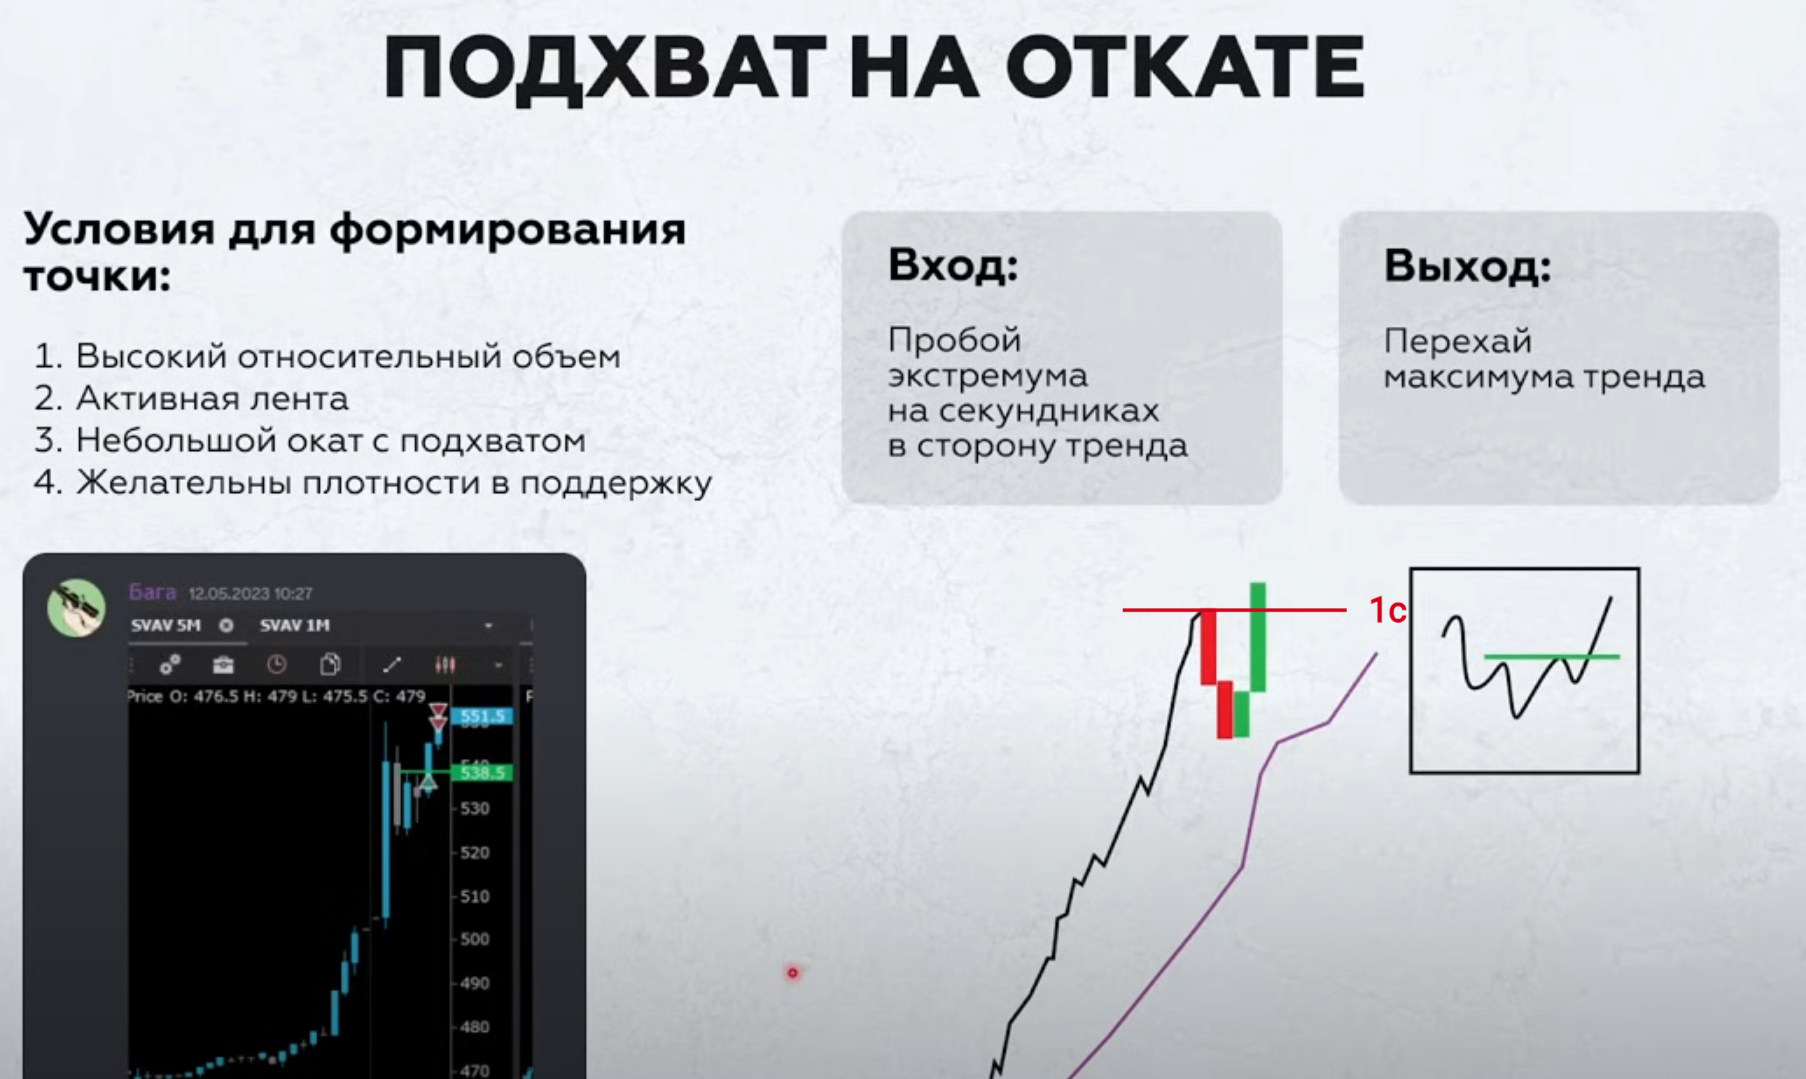 ПОДХВАТ НА ОТКАТЕ
Условия для формирования
точки:
1. Высокий относительный объем
2. Активная лента
3. Небольшой окат с подхватом
4. Желательны плотности в поддержку
Вход:
Пробой
экстремума
на секундниках
в сторону тренда
Выход:
Перехай
максимума тренда
Бага 12.05.2023 10:27
SVAV 5M SVAV 1M
Price O: 476.5 H: 479 L: 475.5 C: 479
551.5
540
538.5
530
520
510
500
490
480
470
1с